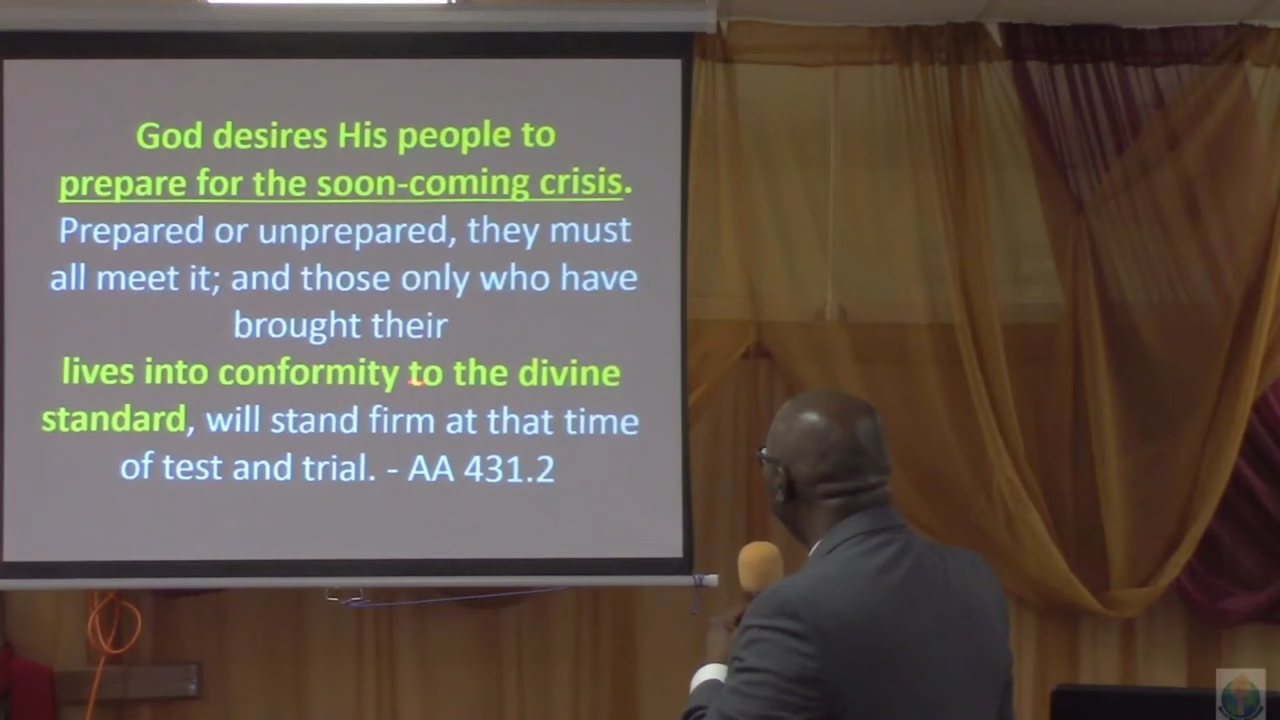 God desires His people to
prepare for the soon-coming crisis.
Prepared or unprepared, they must
all meet it; and those only who have
brought their
lives into conformity to the divine
standard, will stand firm at that time
of test and trial. - AA 431.2